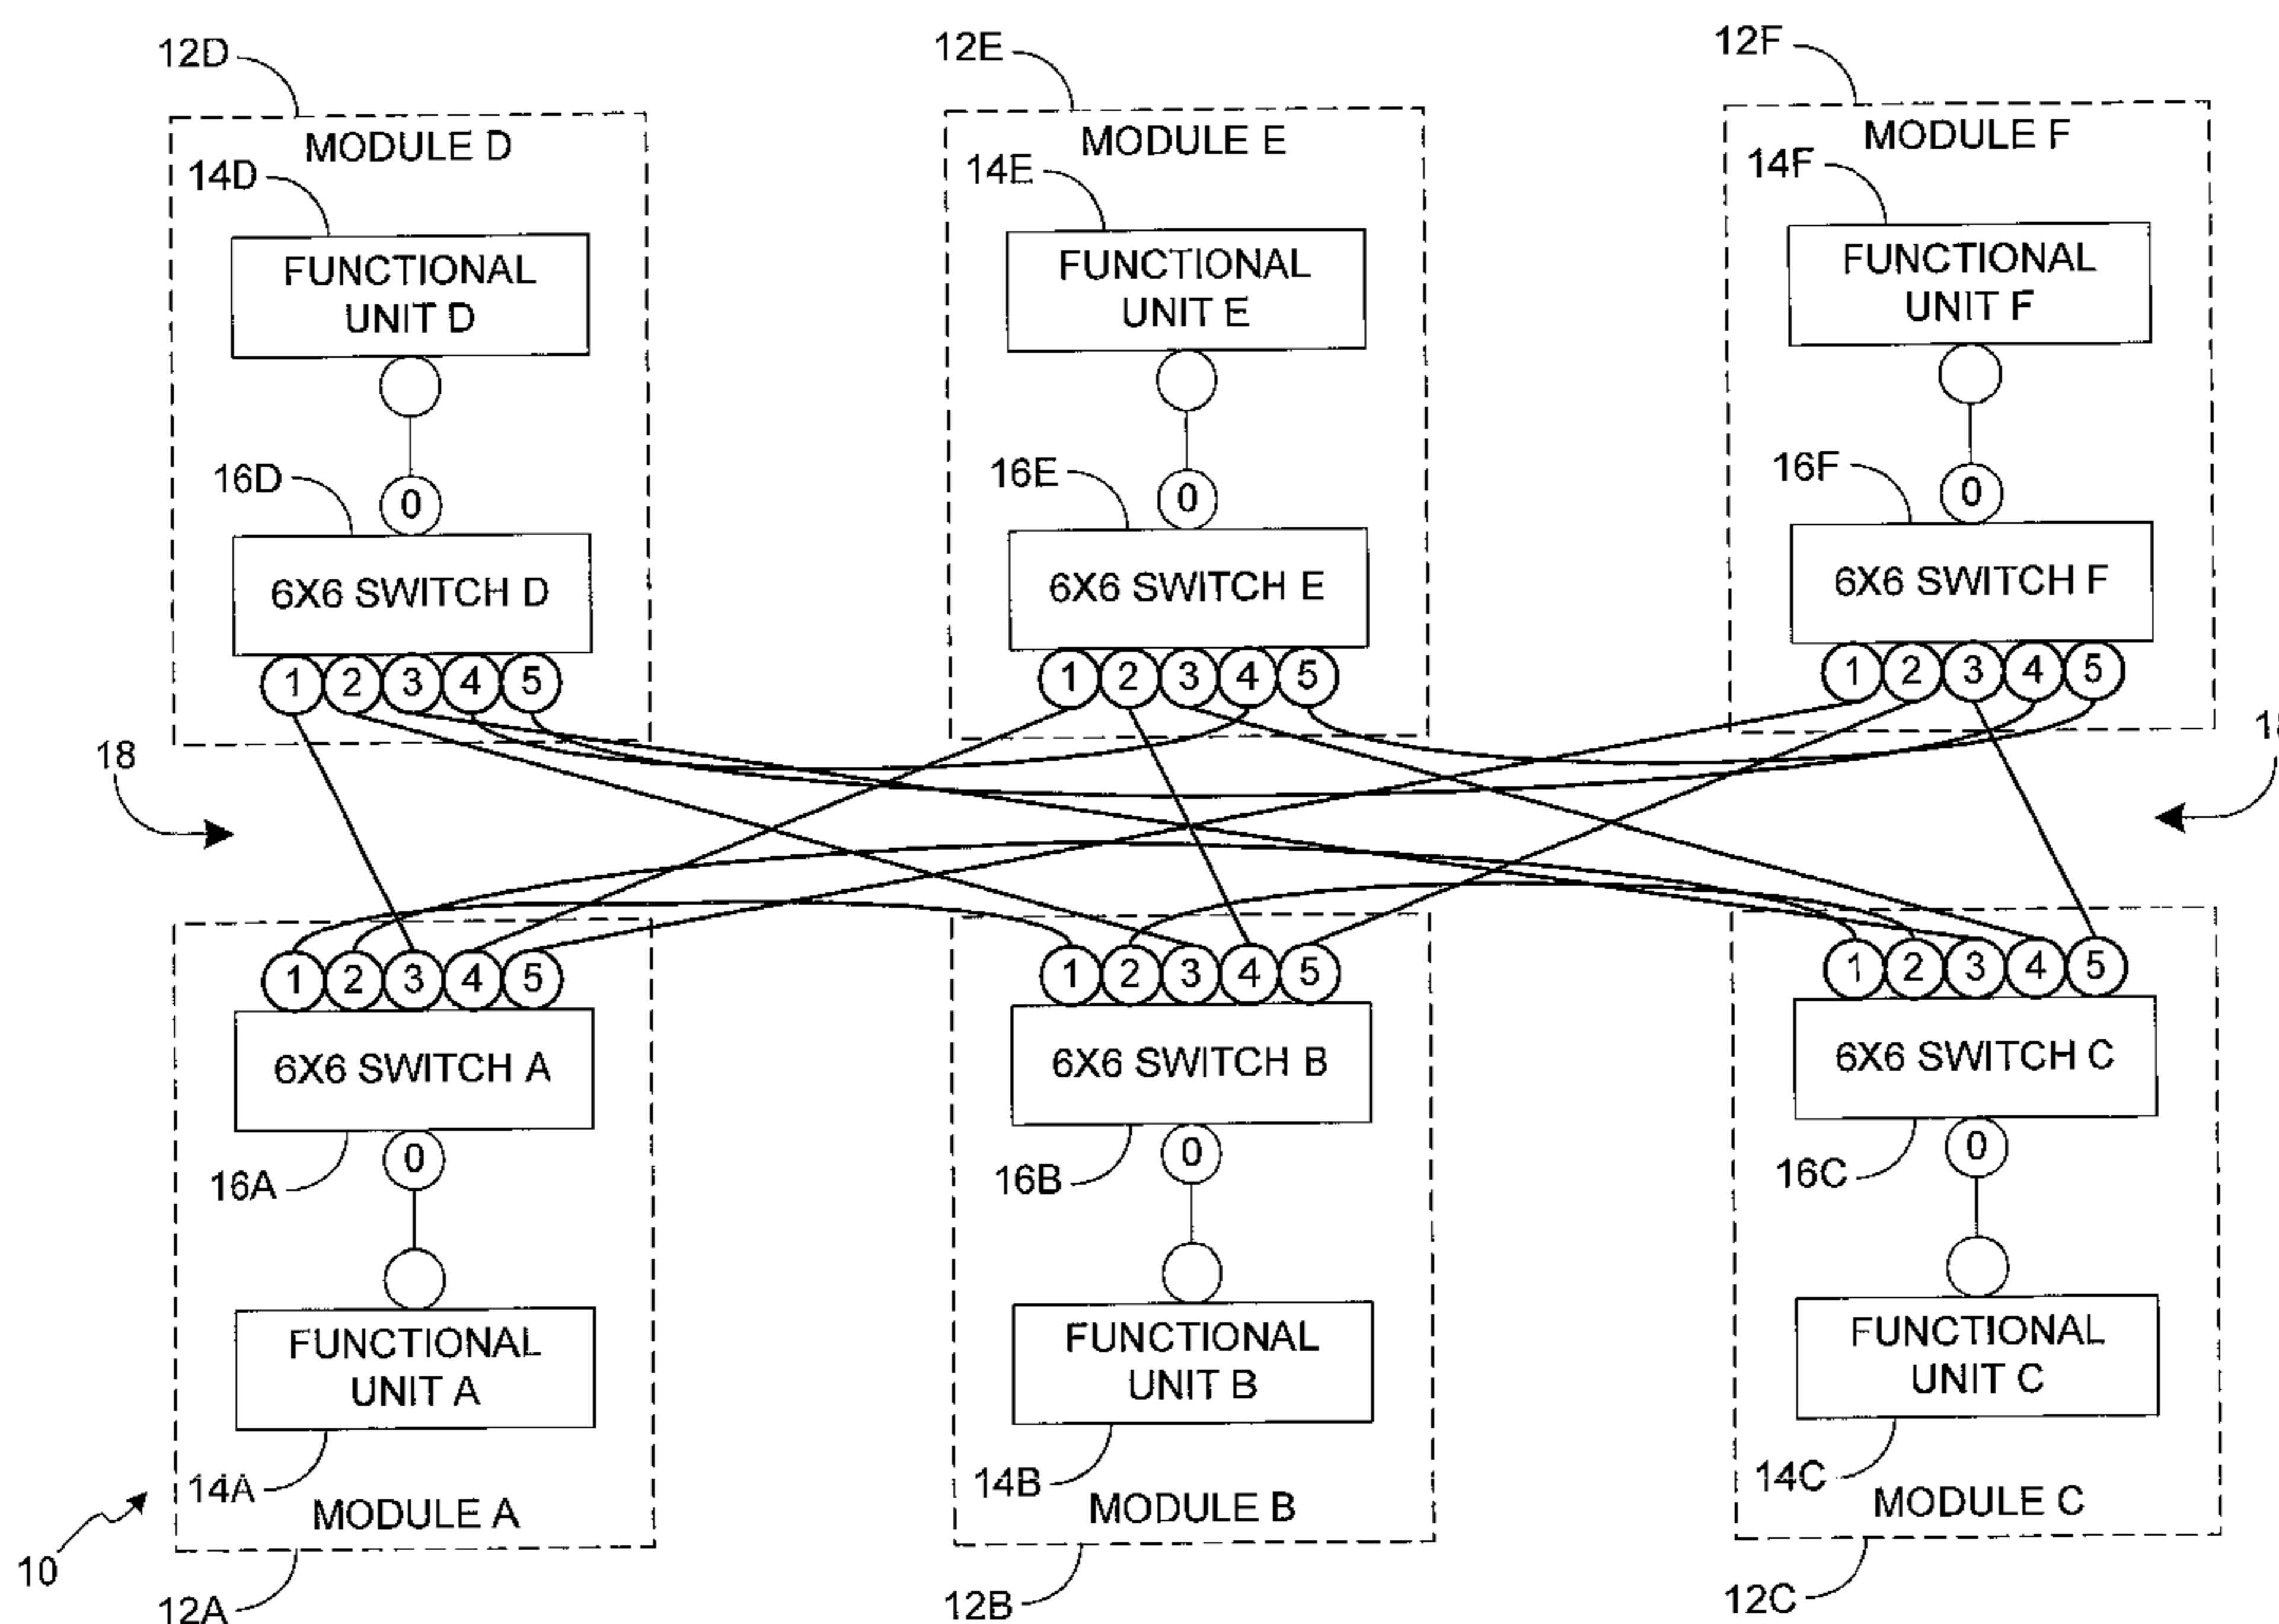 12D
12E
12F
MODULE D
MODULE E
MODULE F
14D
14E
14F
FUNCTIONAL
UNIT D
FUNCTIONAL
UNIT E
FUNCTIONAL
UNIT F
16D
16E
16F
0
0
0
6X6 SWITCH D
6X6 SWITCH E
6X6 SWITCH F
1 2 3 4 5
1 2 3 4 5
1 2 3 4 5
18
1 2 3 4 5
1 2 3 4 5
1 2 3 4 5
6X6 SWITCH A
6X6 SWITCH B
6X6 SWITCH C
0
0
0
16A
16B
16C
FUNCTIONAL
UNIT A
FUNCTIONAL
UNIT B
FUNCTIONAL
UNIT C
14A
14B
14C
MODULE A
MODULE B
MODULE C
10
12A
12B
12C